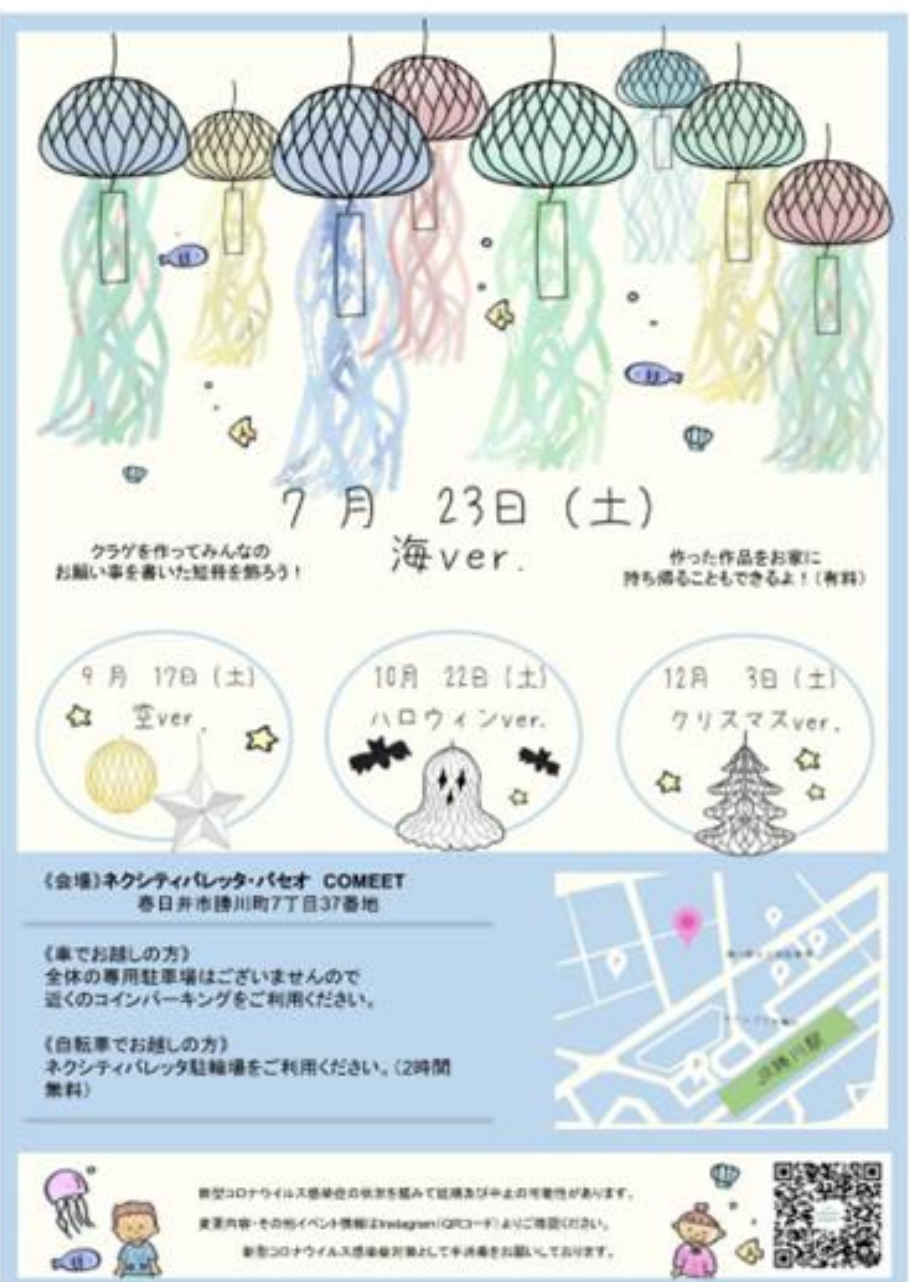 7月 23日（土）
海ver.
クラゲを作ってみんなの
お願い事を書いた短冊を飾ろう！
作った作品をお家に
持ち帰ることもできるよ！（有料）
9月 17日（土）
空ver.
10月 22日（土）
ハロウィンver.
12月 3日（土）
クリスマスver.
《会場》ネクシティパレッタ・パセオ COMEET
春日井市勝川町7丁目37番地
《車でお越しの方》
全体の専用駐車場はございませんので
近くのコインパーキングをご利用ください。
《自転車でお越しの方》
ネクシティパレッタ駐輪場をご利用ください。（2時間
無料）
JR勝川駅
新型コロナウイルス感染症の状況を鑑みて延期及び中止の可能性があります。
変更内容・その他イベント情報はInstagram（QRコード）よりご確認ください。
新型コロナウイルス感染症対策として手消毒をお願いしております。